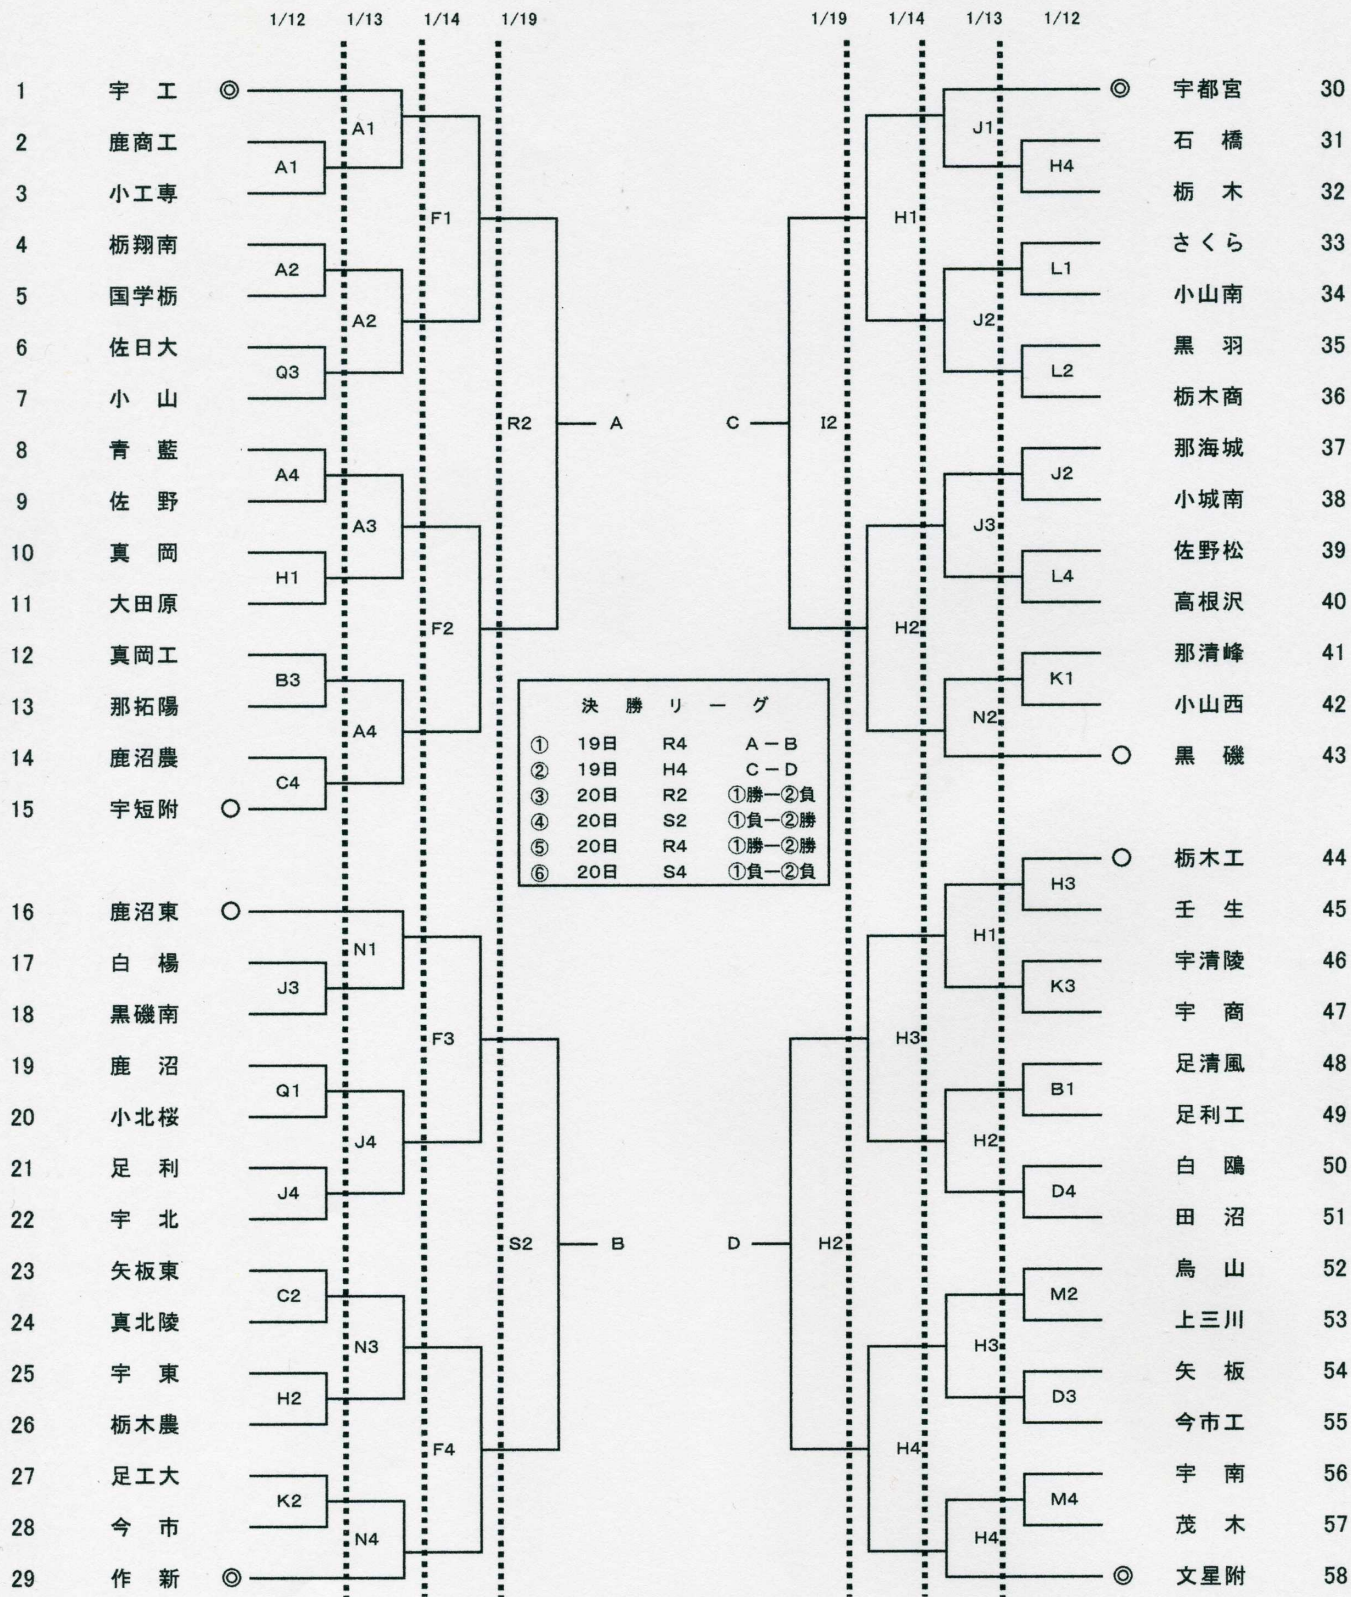 1/12 1/13 1/14 1/19 1/19 1/14 1/13 1/12
1 宇工 ◎ ◎ 宇都宮 30
A1 J1
2 鹿商工 石橋 31
A1 H4
3 小工専 栃木 32
F1 H1
4 栃翔南 さくら 33
A2 L1
5 国学栃 小山南 34
A2 J2
6 佐日大 黒羽 35
Q3 L2
7 小山 栃木商 36
R2 A C I2
8 青藍 那海城 37
A4 J2
9 佐野 小城南 38
A3 J3
10 真岡 佐野松 39
H1 L4
11 大田原 高根沢 40
F2 H2
12 真岡工 那清峰 41
B3 K1
13 那拓陽 小山西 42
A4 N2
14 鹿沼農 ○ 黒磯 43
C4
15 宇短附 ○
決勝リーグ
① 19日 R4 A-B
② 19日 H4 C-D
③ 20日 R2 ①勝-②負
④ 20日 S2 ①負-②勝
⑤ 20日 R4 ①勝-②勝
⑥ 20日 S4 ①負-②負
○ 栃木工 44
H3
16 鹿沼東 ○ 壬生 45
N1 H1
17 白楊 宇清陵 46
J3 K3
18 黒磯南 宇商 47
F3 H3
19 鹿沼 足清風 48
Q1 B1
20 小北桜 足利工 49
J4 H2
21 足利 白鴎 50
J4 D4
22 宇北 田沼 51
S2 B D H2
23 矢板東 烏山 52
C2 M2
24 真北陵 上三川 53
N3 H3
25 宇東 矢板 54
H2 D3
26 栃木農 今市工 55
F4 H4
27 足工大 宇南 56
K2 M4
28 今市 茂木 57
N4 H4
29 作新 ◎ ◎ 文星附 58